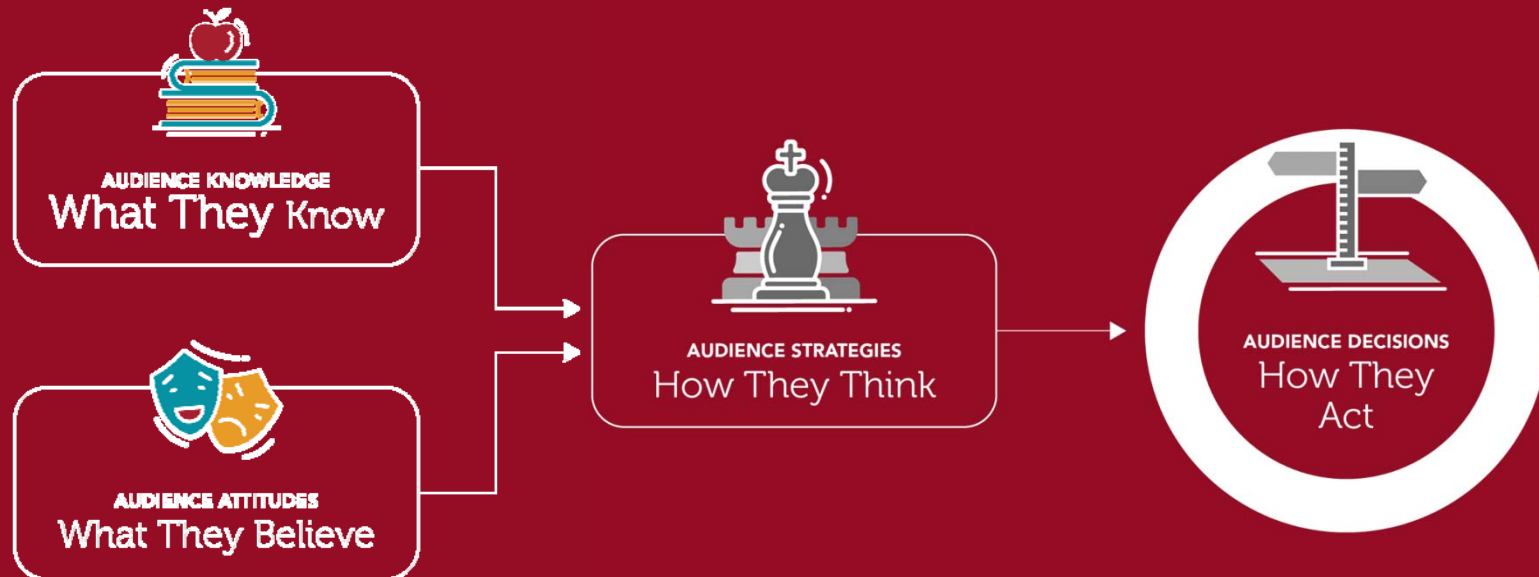 AUDIENCE KNOWLEDGE
What They Know
AUDIENCE ATTITUDES
What They Believe
AUDIENCE STRATEGIES
How They Think
AUDIENCE DECISIONS
How They
Act